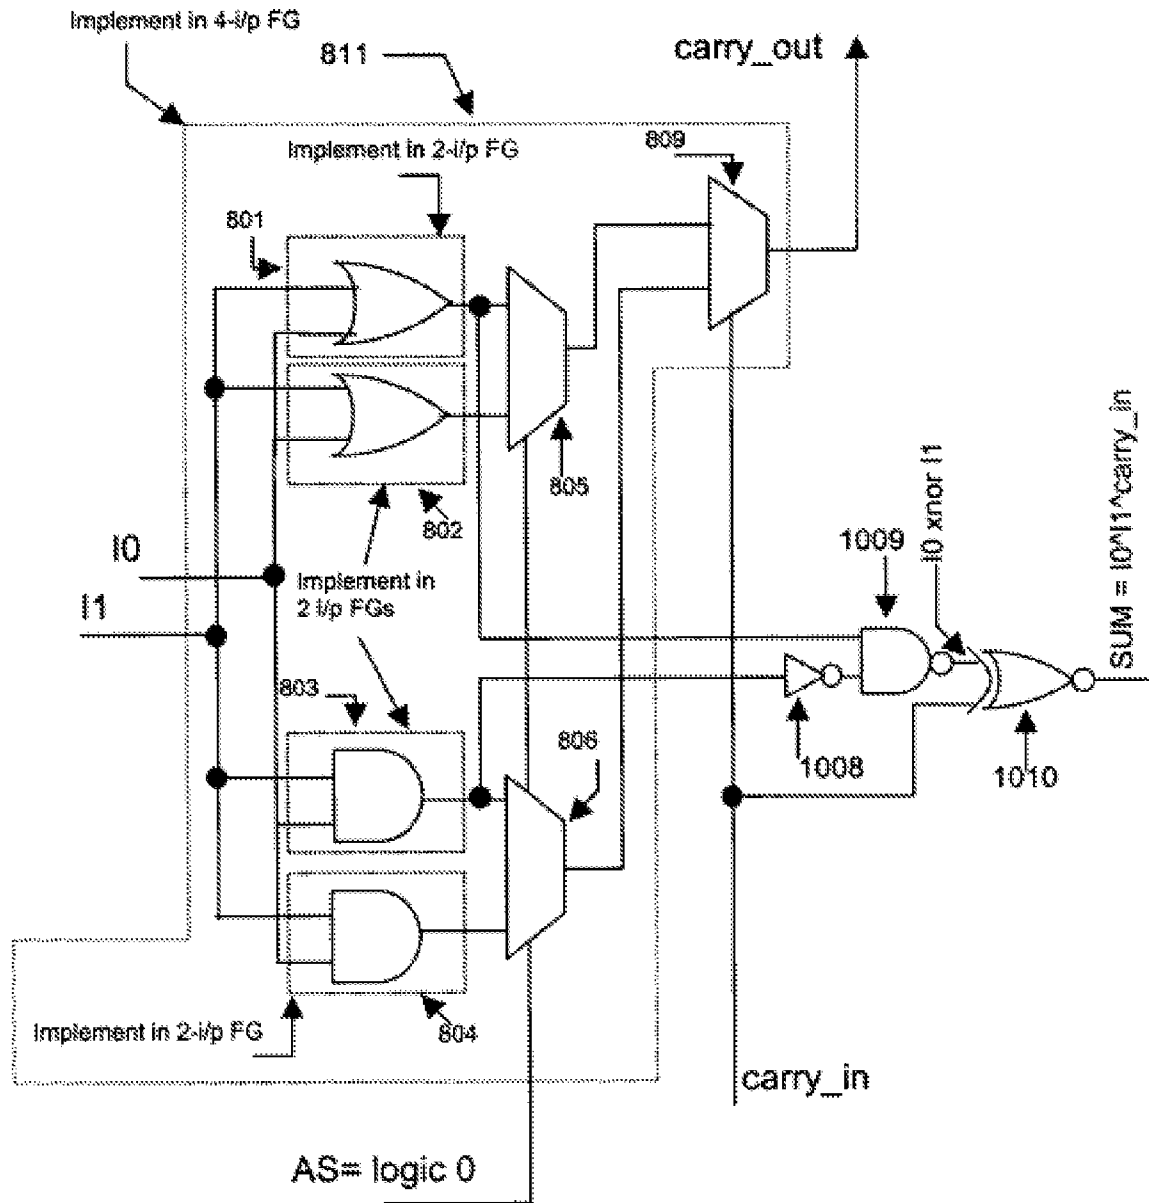 Implement in 4-i/p FG
811
carry_out
Implement in 2-i/p FG
809
801
805
802
I0
Implement in
2 i/p FGs
I1
1009
I0 xnor I1
SUM = I0^I1^carry_in
803
806
1008
1010
Implement in 2-i/p FG
804
carry_in
AS= logic 0